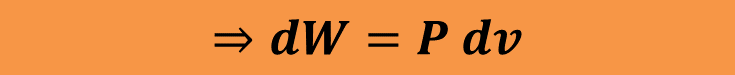 ⇒ dW = P dv